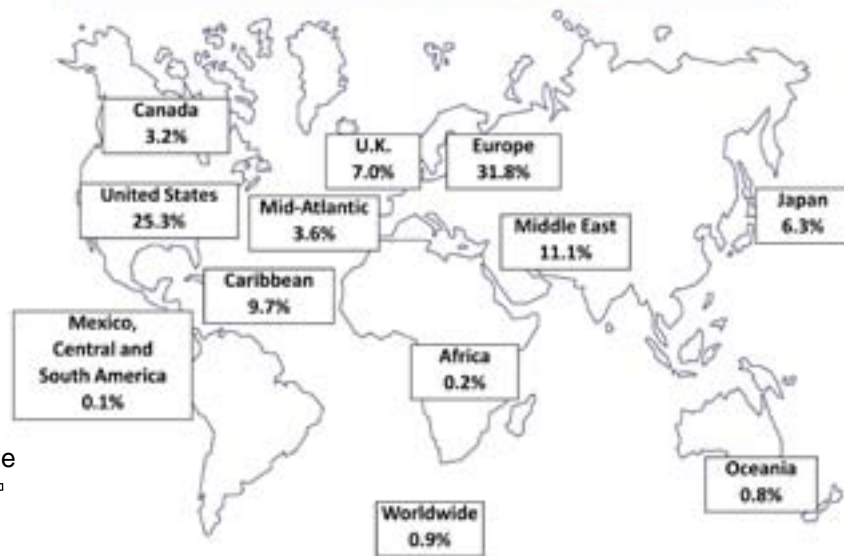 Canada
3.2%
U.K.
7.0%
Europe
31.8%
United States
25.3%
Mid-Atlantic
3.6%
Middle East
11.1%
Japan
6.3%
Caribbean
9.7%
Mexico,
Central and
South America
0.1%
Africa
0.2%
e
Oceania
0.8%
Worldwide
0.9%